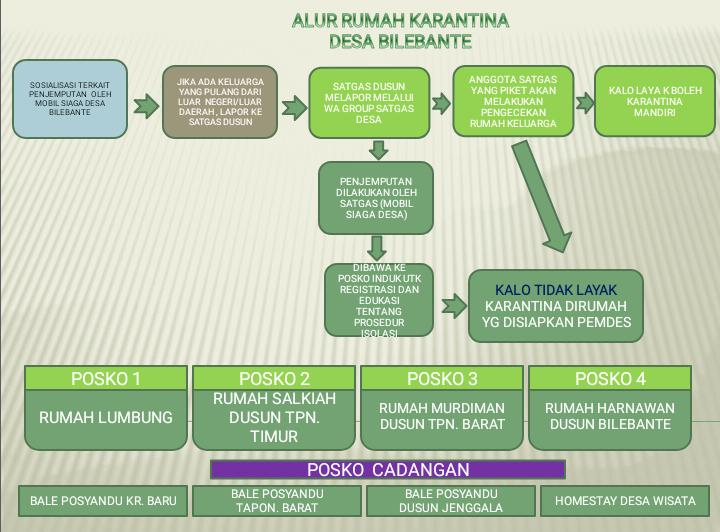 ALUR RUMAH KARANTINA
DESA BILEBANTE
SOSIALISASI TERKAIT
PENJEMPUTAN OLEH
MOBIL SIAGA DESA
BILEBANTE
JIKA ADA KELUARGA
YANG PULANG DARI
LUAR NEGERI/LUAR
DAERAH, LAPOR KE
SATGAS DUSUN
SATGAS DUSUN
MELAPOR MELALUI
WA GROUP SATGAS
DESA
ANGGOTA SATGAS
YANG PIKET AKAN
MELAKUKAN
PENGECEKAN
RUMAH KELUARGA
KALO LAYA K BOLEH
KARANTINA
MANDIRI
PENJEMPUTAN
DILAKUKAN OLEH
SATGAS (MOBIL
SIAGA DESA)
DIBAWA KE
POSKO INDUK UTK
REGISTRASI DAN
EDUKASI
TENTANG
PROSEDUR
ISOLASI
KALO TIDAK LAYAK
KARANTINA DIRUMAH
YG DISIAPKAN PEMDES
POSKO 1
RUMAH LUMBUNG
POSKO 2
RUMAH SALKIAH
DUSUN TPN.
TIMUR
POSKO 3
RUMAH MURDIMAN
DUSUN TPN. BARAT
POSKO 4
RUMAH HARNAWAN
DUSUN BILEBANTE
POSKO CADANGAN
BALE POSYANDU KR. BARU
BALE POSYANDU
TAPON. BARAT
BALE POSYANDU
DUSUN JENGGALA
HOMESTAY DESA WISATA